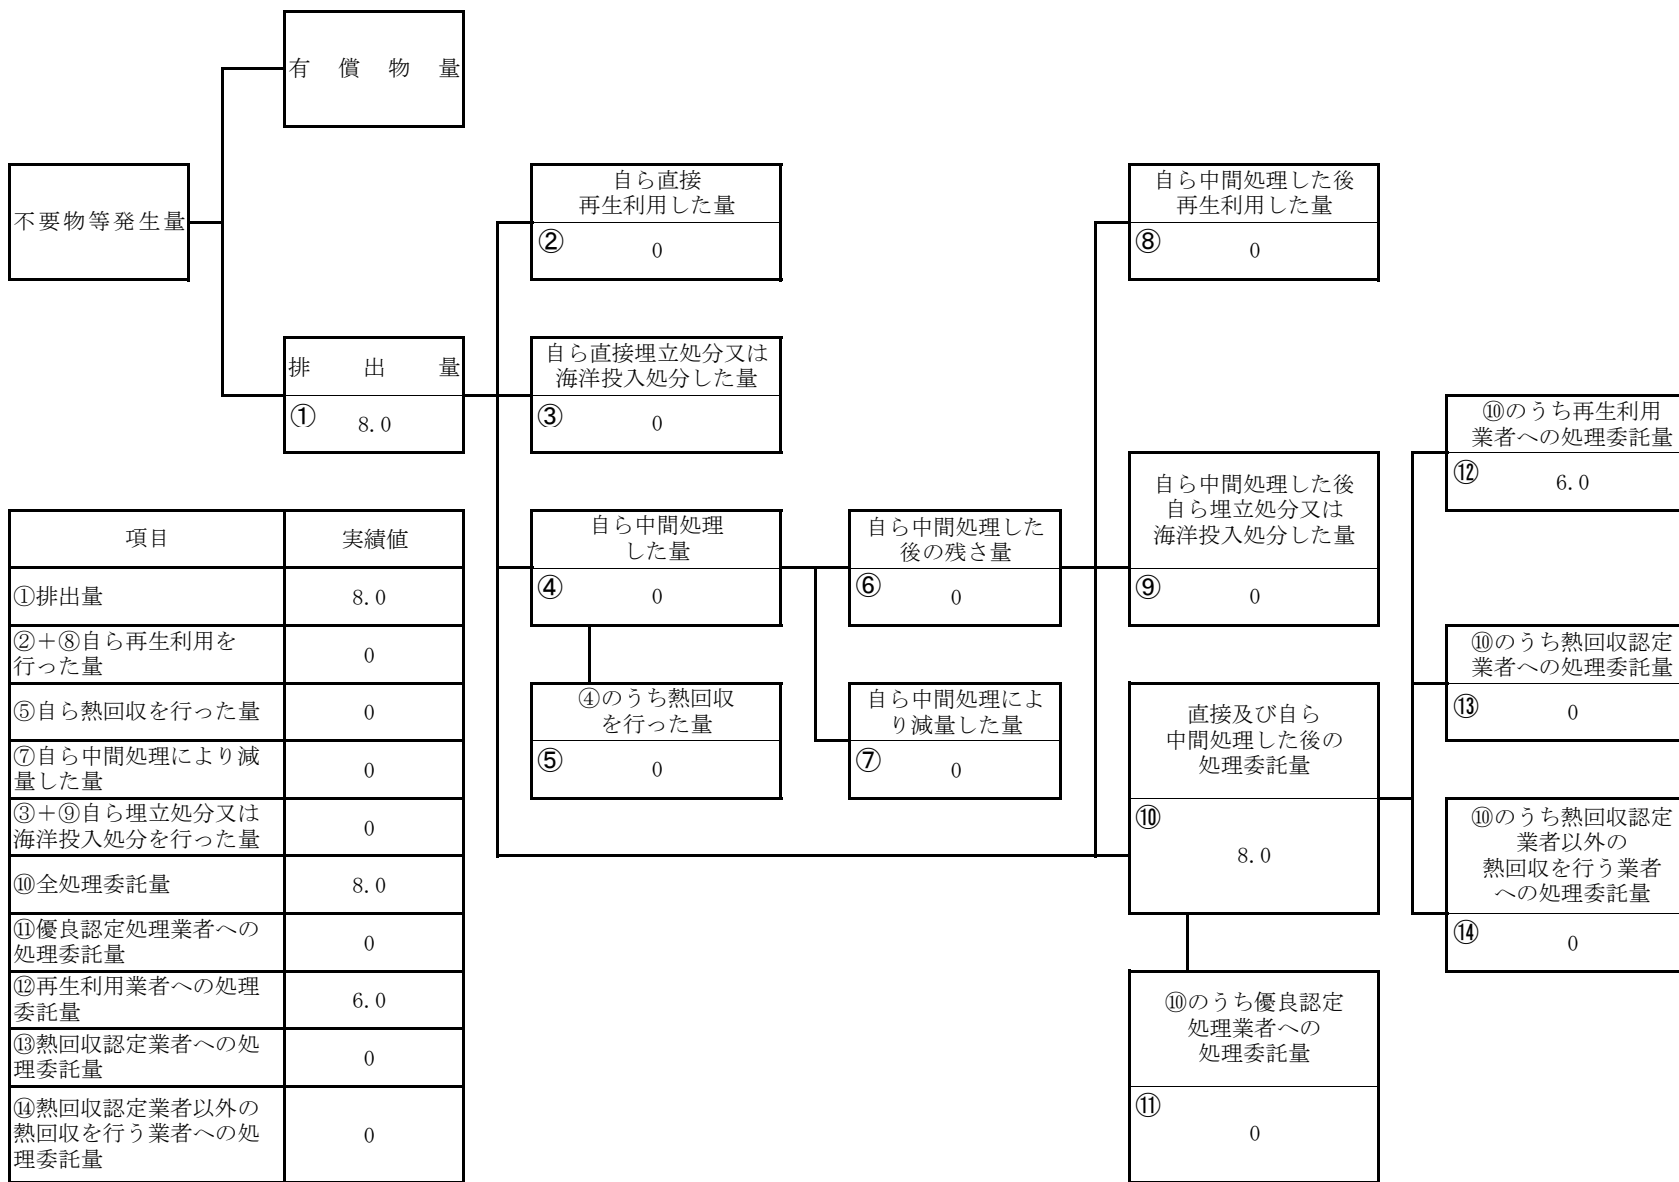 有償物量
不要物等発生量
排出量
① 8.0
自ら直接
再生利用した量
② 0
自ら直接埋立処分又は
海洋投入処分した量
③ 0
自ら中間処理
した量
④ 0
④のうち熱回収
を行った量
⑤ 0
自ら中間処理した
後の残さ量
⑥ 0
自ら中間処理によ
り減量した量
⑦ 0
自ら中間処理した後
再生利用した量
⑧ 0
自ら中間処理した後
自ら埋立処分又は
海洋投入処分した量
⑨ 0
直接及び自ら
中間処理した後の
処理委託量
⑩
8.0
⑩のうち優良認定
処理業者への
処理委託量
⑪
0
⑩のうち再生利用
業者への処理委託量
⑫ 6.0
⑩のうち熱回収認定
業者への処理委託量
⑬ 0
⑩のうち熱回収認定
業者以外の
熱回収を行う業者
への処理委託量
⑭ 0
項目 実績値
①排出量 8.0
②+⑧自ら再生利用を
行った量 0
⑤自ら熱回収を行った量 0
⑦自ら中間処理により減
量した量 0
③+⑨自ら埋立処分又は
海洋投入処分を行った量 0
⑩全処理委託量 8.0
⑪優良認定処理業者への
処理委託量 0
⑫再生利用業者への処理
委託量 6.0
⑬熱回収認定業者への処
理委託量 0
⑭熱回収認定業者以外の
熱回収を行う業者への処
理委託量 0